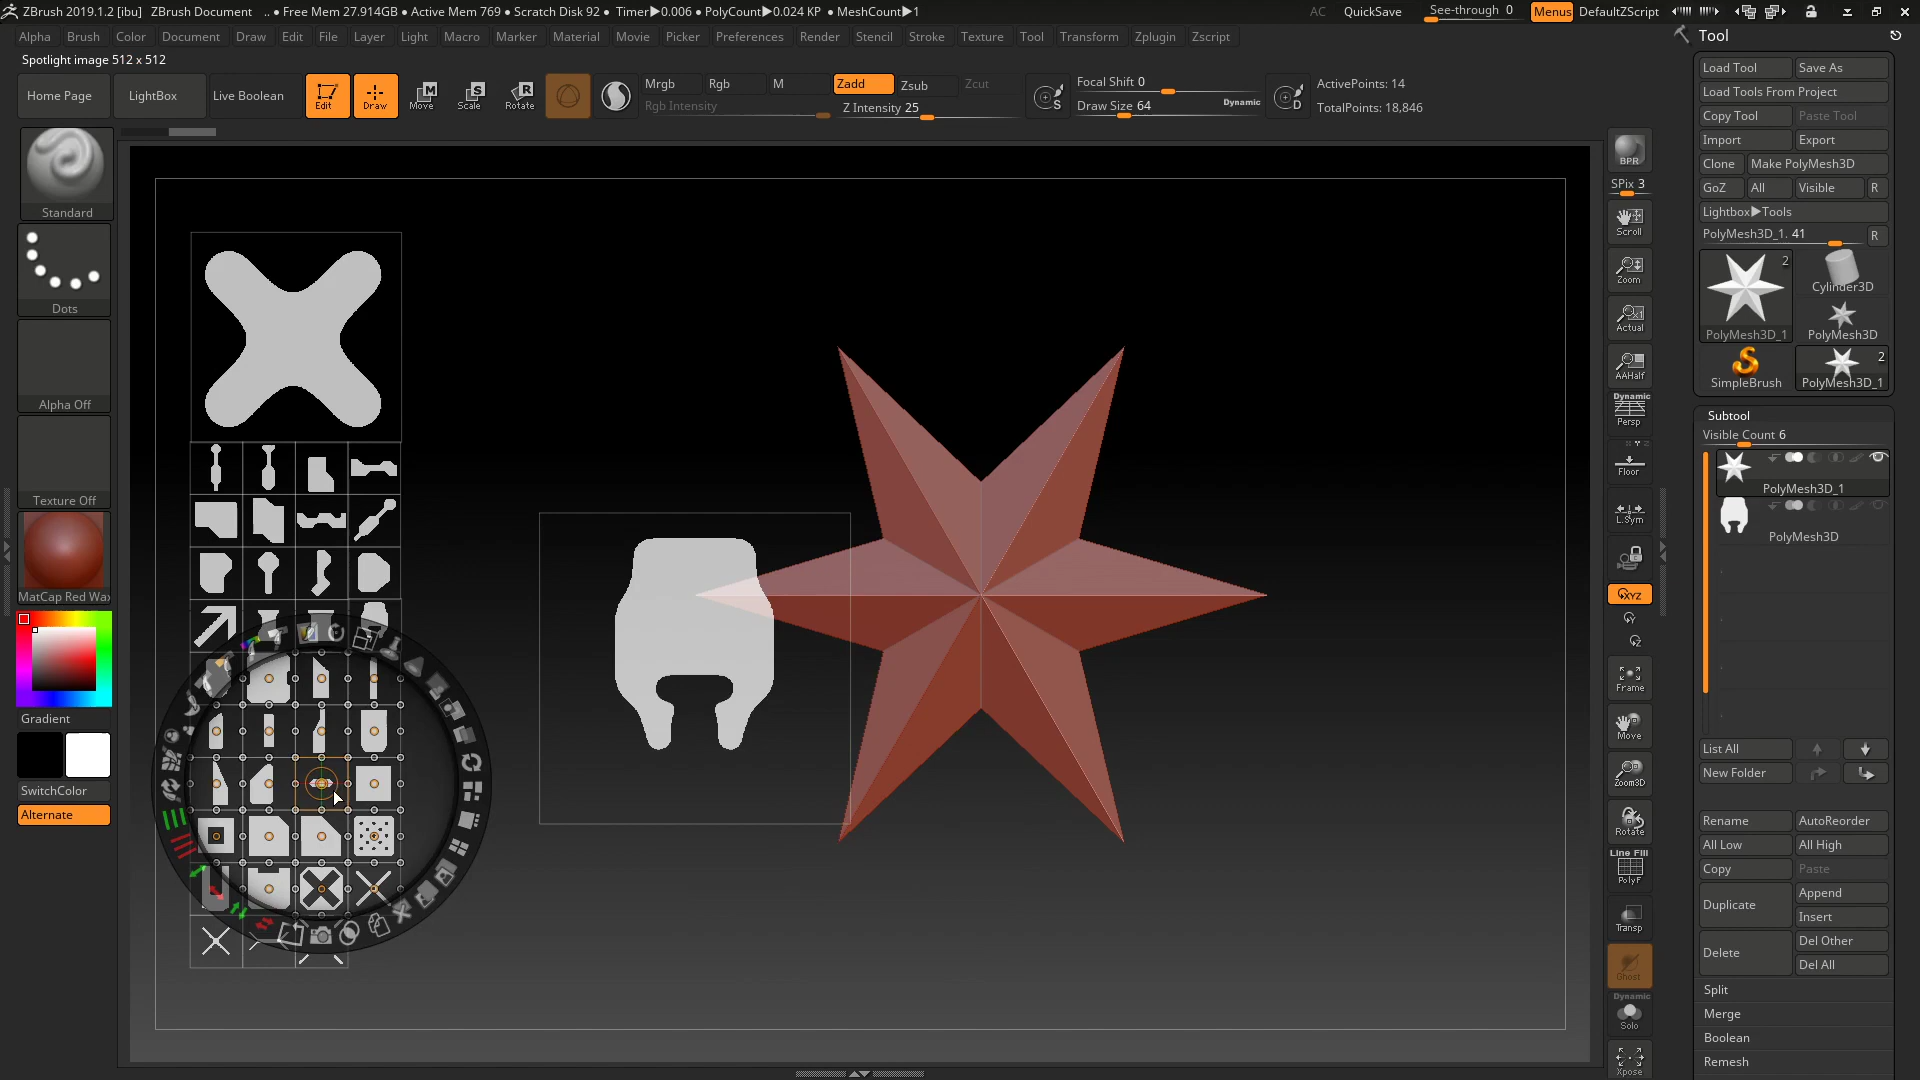 ZBrush 2019.1.2 [ibu] ZBrush Document .. ● Free Mem 27.914GB ● Active Mem 769 ● Scratch Disk 92 ● Timer▶0.006 ● PolyCount▶0.024 KP ● MeshCount▶1 AC QuickSave See-through 0 Menus DefaultZScript
Alpha Brush Color Document Draw Edit File Layer Light Macro Marker Material Movie Picker Preferences Render Stencil Stroke Texture Tool Transform Zplugin Zscript
Spotlight image 512 x 512
Home Page LightBox Live Boolean Edit Draw Move Scale Rotate
Mrgb Rgb M Zadd Zsub Zcut
Rgb Intensity Z Intensity 25
Focal Shift 0
Draw Size 64 Dynamic
ActivePoints: 14
TotalPoints: 18,846
Standard
Dots
Alpha Off
Texture Off
MatCap Red Wax
Gradient
SwitchColor
Alternate
BPR
SPix 3
Scroll
Zoom
Actual
AAHalf
Dynamic
Persp
Floor
L.Sym
XYZ
Frame
Move
Zoom3D
Rotate
Line Fill
PolyF
Transp
Ghost
Dynamic
Solo
Xpose
Tool
Load Tool Save As
Load Tools From Project
Copy Tool Paste Tool
Import Export
Clone Make PolyMesh3D
GoZ All Visible R
Lightbox▶Tools
PolyMesh3D_1. 41 R
2
PolyMesh3D_1 Cylinder3D
PolyMesh3D
SimpleBrush 2 PolyMesh3D_1
Subtool
Visible Count 6
PolyMesh3D_1
PolyMesh3D
List All
New Folder
Rename AutoReorder
All Low All High
Copy Paste
Duplicate Append
Insert
Delete Del Other
Del All
Split
Merge
Boolean
Remesh